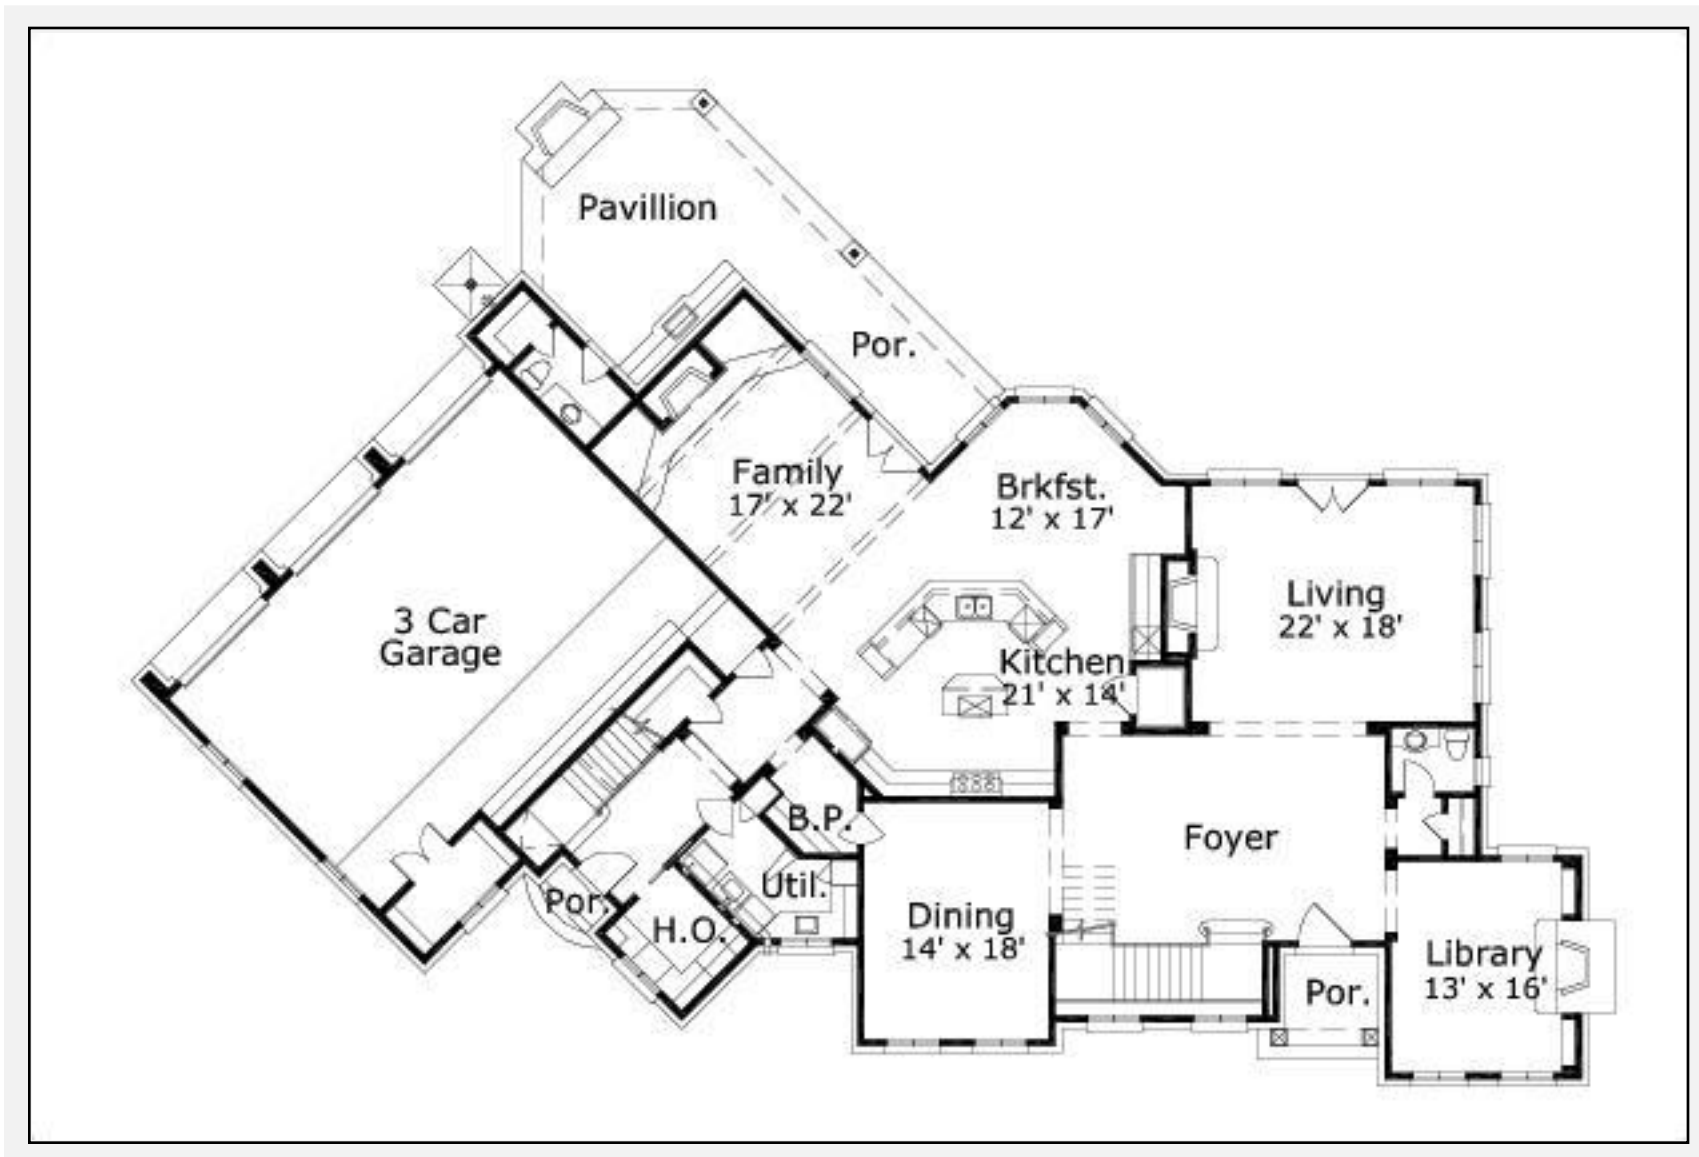 Pavillion
Por.
Family
17' x 22'
Brkfst.
12' x 17'
Living
22' x 18'
3 Car
Garage
Kitchen
21' x 14'
B.P.
Foyer
Util.
Por.
H.O.
Dining
14' x 18'
Library
13' x 16'
Por.